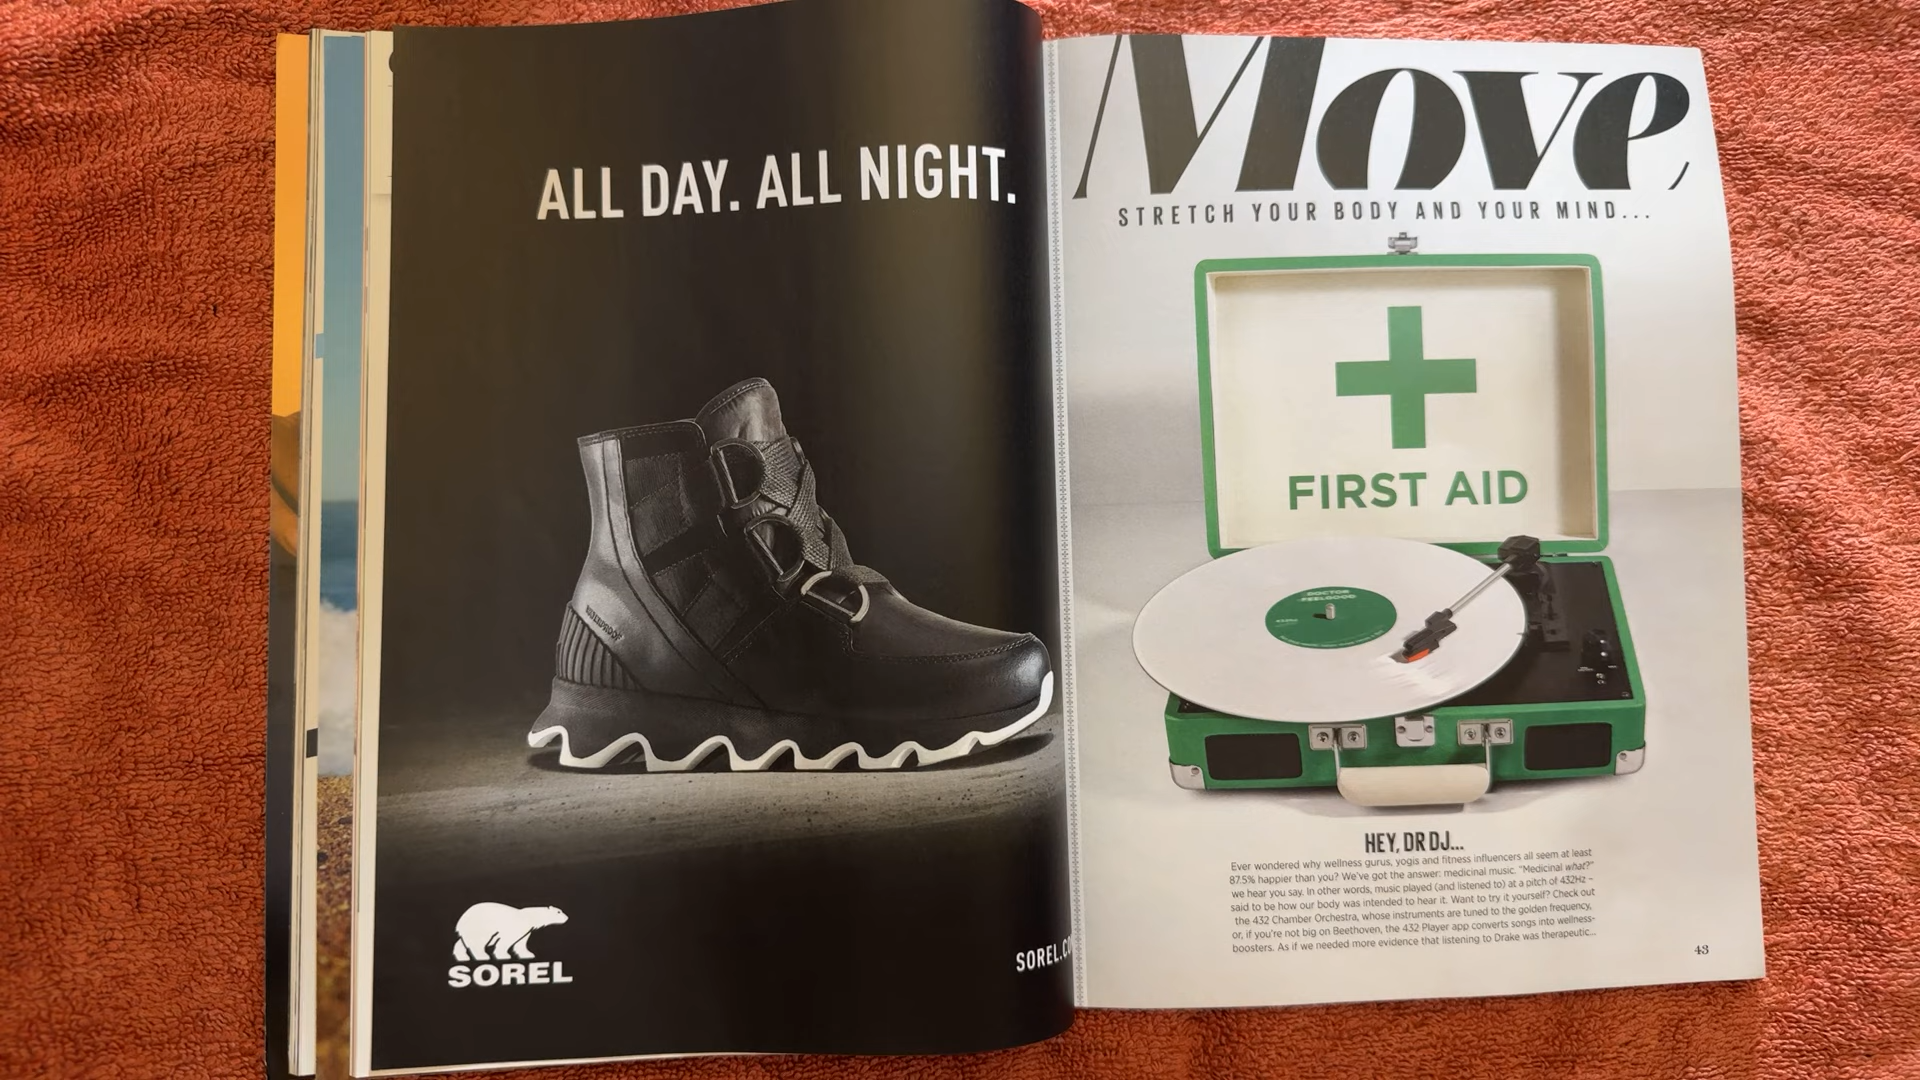 ALL DAY. ALL NIGHT.
WATERPROOF
SOREL
Move
STRETCH YOUR BODY AND YOUR MIND...
FIRST AID
DOCTOR
FEELGOOD
HEY, DR DJ...
Ever wondered why wellness gurus, yogis and fitness influencers all seem at least
87.5% happier than you? We've got the answer: medicinal music. "Medicinal what?"
we hear you say. In other words, music played (and listened to) at a pitch of 432Hz –
said to be how our body was intended to hear it. Want to try it yourself? Check out
the 432 Chamber Orchestra, whose instruments are tuned to the golden frequency,
or, if you're not big on Beethoven, the 432 Player app converts songs into wellness-
boosters. As if we needed more evidence that listening to Drake was therapeutic...
43